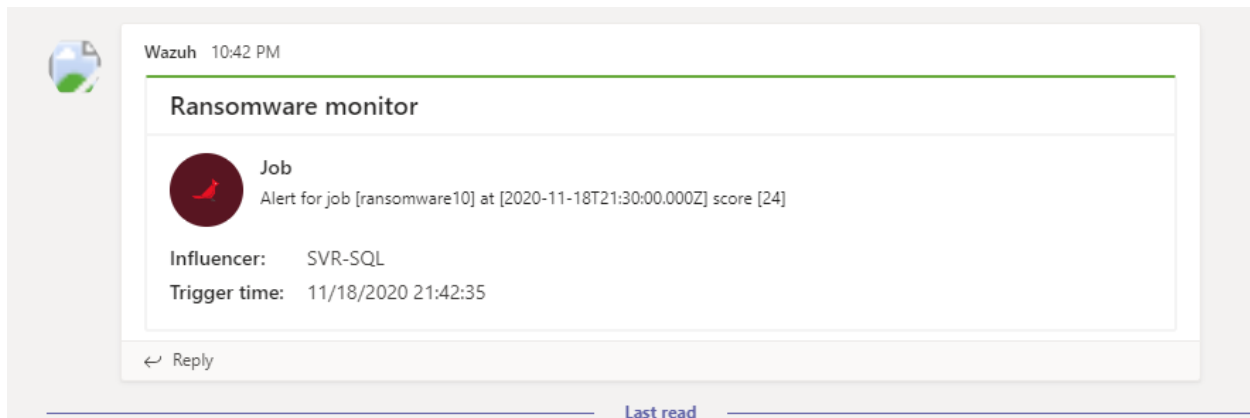 Wazuh 10:42 PM
Ransomware monitor
Job
Alert for job [ransomware10] at [2020-11-18T21:30:00.000Z] score [24]
Influencer: SVR-SQL
Trigger time: 11/18/2020 21:42:35
Reply
Last read